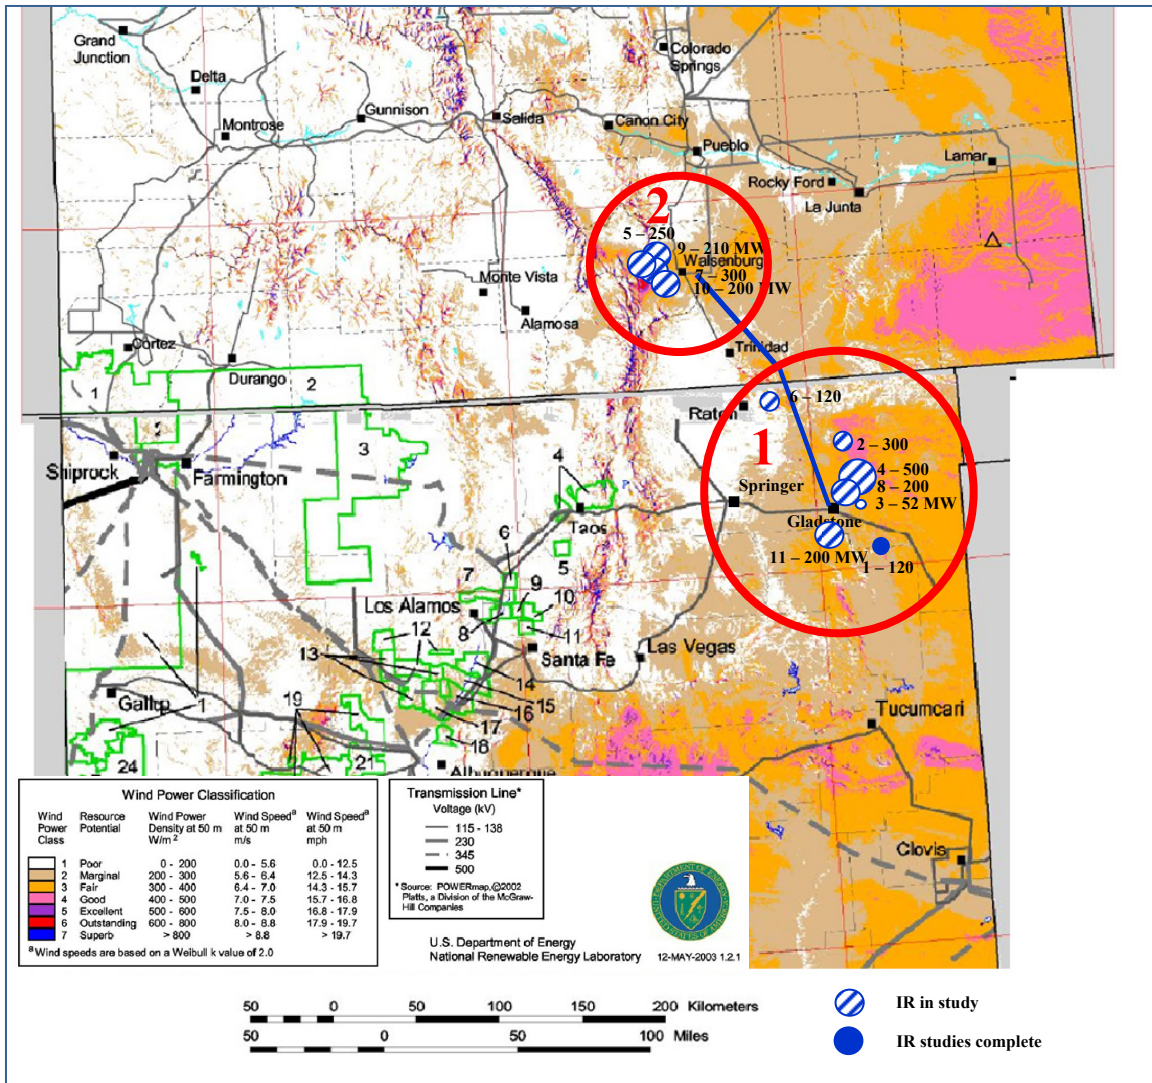 Grand
Junction
Delta
Montrose
Gunnison
Salida
Colorado
Springs
Canon City
Pueblo
Rocky Ford
La Junta
Lamar
2
5 – 250
9 – 210 MW
Walsenburg
7 – 300
10 – 200 MW
Monte Vista
Alamosa
Trinidad
Cortez
Durango
1
2
2
3
Shiprock
Farmington
4
Taos
5
6
7
8
9
10
11
Los Alamos
12
13
14
15
16
17
18
Santa Fe
Las Vegas
Raton
6 – 120
1
2 – 300
4 – 500
8 – 200
3 – 52 MW
Springer
Gladstone
11 – 200 MW
1 – 120
Gallup
1
19
21
24
Albuquerque
Tucumcari
Clovis
Wind Power Classification
Wind Power Class Resource Potential Wind Power Density at 50 m W/m 2 Wind Speed a at 50 m m/s Wind Speed a at 50 m mph
1 Poor 0 - 200 0.0 - 5.6 0.0 - 12.5
2 Marginal 200 - 300 5.6 - 6.4 12.5 - 14.3
3 Fair 300 - 400 6.4 - 7.0 14.3 - 15.7
4 Good 400 - 500 7.0 - 7.5 15.7 - 16.8
5 Excellent 500 - 600 7.5 - 8.0 16.8 - 17.9
6 Outstanding 600 - 800 8.0 - 8.8 17.9 - 19.7
7 Superb > 800 > 8.8 > 19.7
a Wind speeds are based on a Weibull k value of 2.0
Transmission Line*
Voltage (kV)
115 - 138
230
345
500
* Source: POWERmap, ©2002
Platts, a Division of the McGraw-
Hill Companies
U.S. Department of Energy
National Renewable Energy Laboratory
12-MAY-2003 1.2.1
50 0 50 100 150 200 Kilometers
50 0 50 100 Miles
IR in study
IR studies complete